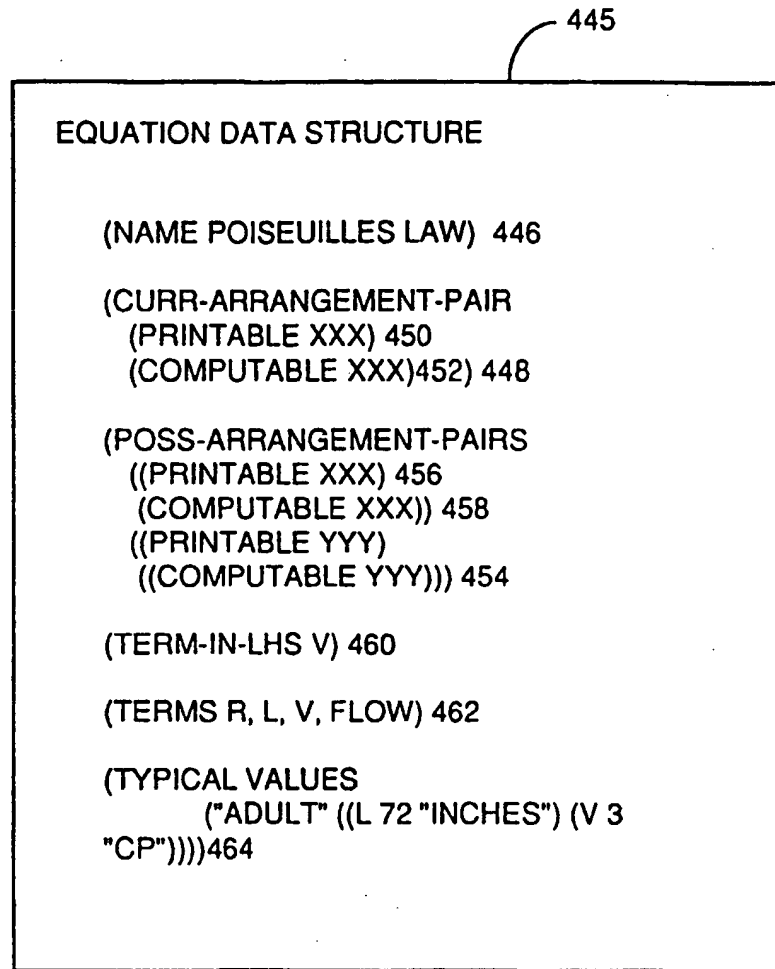 445
EQUATION DATA STRUCTURE
(NAME POISEUILLES LAW) 446
(CURR-ARRANGEMENT-PAIR
(PRINTABLE XXX) 450
(COMPUTABLE XXX)452) 448
(POSS-ARRANGEMENT-PAIRS
((PRINTABLE XXX) 456
(COMPUTABLE XXX)) 458
((PRINTABLE YYY)
((COMPUTABLE YYY))) 454
(TERM-IN-LHS V) 460
(TERMS R, L, V, FLOW) 462
(TYPICAL VALUES
("ADULT" ((L 72 "INCHES") (V 3
"CP"))))464